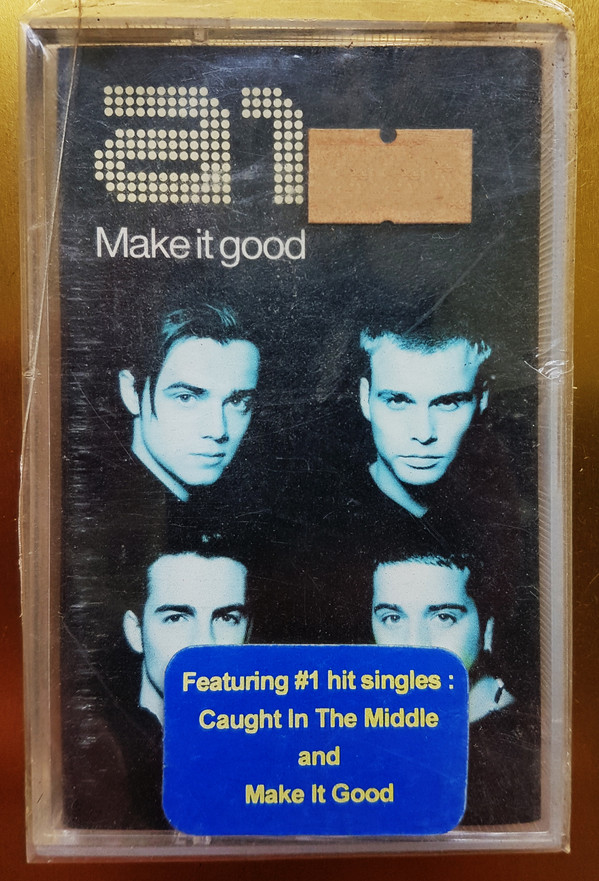 a1
Make it good
Featuring #1 hit singles :
Caught In The Middle
and
Make It Good